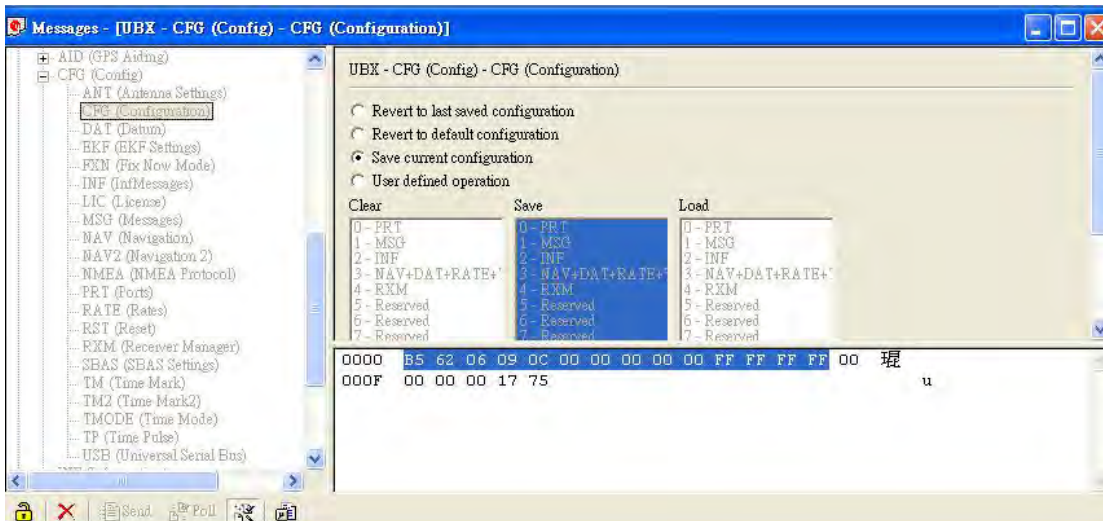 Messages - [UBX - CFG (Config) - CFG (Configuration)]
AID (GPS Aiding)
CFG (Config)
ANT (Antenna Settings)
CFG (Configuration)
DAT (Datum)
EKF (EKF Settings)
FXN (Fix Now Mode)
INF (InfMessages)
LIC (License)
MSG (Messages)
NAV (Navigation)
NAV2 (Navigation 2)
NMEA (NMEA Protocol)
PRT (Ports)
RATE (Rates)
RST (Reset)
RXM (Receiver Manager)
SBAS (SBAS Settings)
TM (Time Mark)
TM2 (Time Mark2)
TMODE (Time Mode)
TP (Time Pulse)
USB (Universal Serial Bus)
UBX - CFG (Config) - CFG (Configuration)
Revert to last saved configuration
Revert to default configuration
Save current configuration
User defined operation
Clear Save Load
0 - PRT 0 - PRT 0 - PRT
1 - MSG 1 - MSG 1 - MSG
2 - INF 2 - INF 2 - INF
3 - NAV+DAT+RATE+ 3 - NAV+DAT+RATE+ 3 - NAV+DAT+RATE+
4 - RXM 4 - RXM 4 - RXM
5 - Reserved 5 - Reserved 5 - Reserved
6 - Reserved 6 - Reserved 6 - Reserved
7 - Reserved 7 - Reserved 7 - Reserved
0000 B5 62 06 09 0C 00 00 00 00 00 FF FF FF FF 00 琨
000F 00 00 00 17 75 u
Send Poll